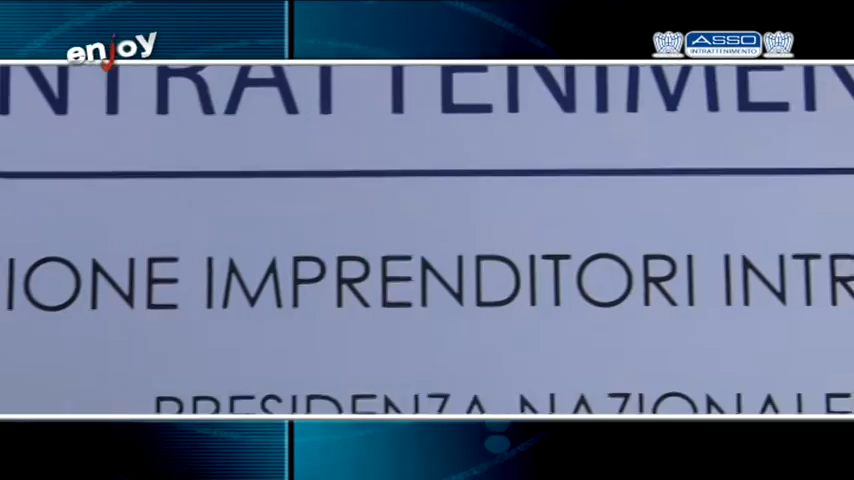 enjoy
ASSO
INTRATTENIMENTO
NTRATTENIMEN
IONE IMPRENDITORI INTR
PRESIDENZA NAZIONALE